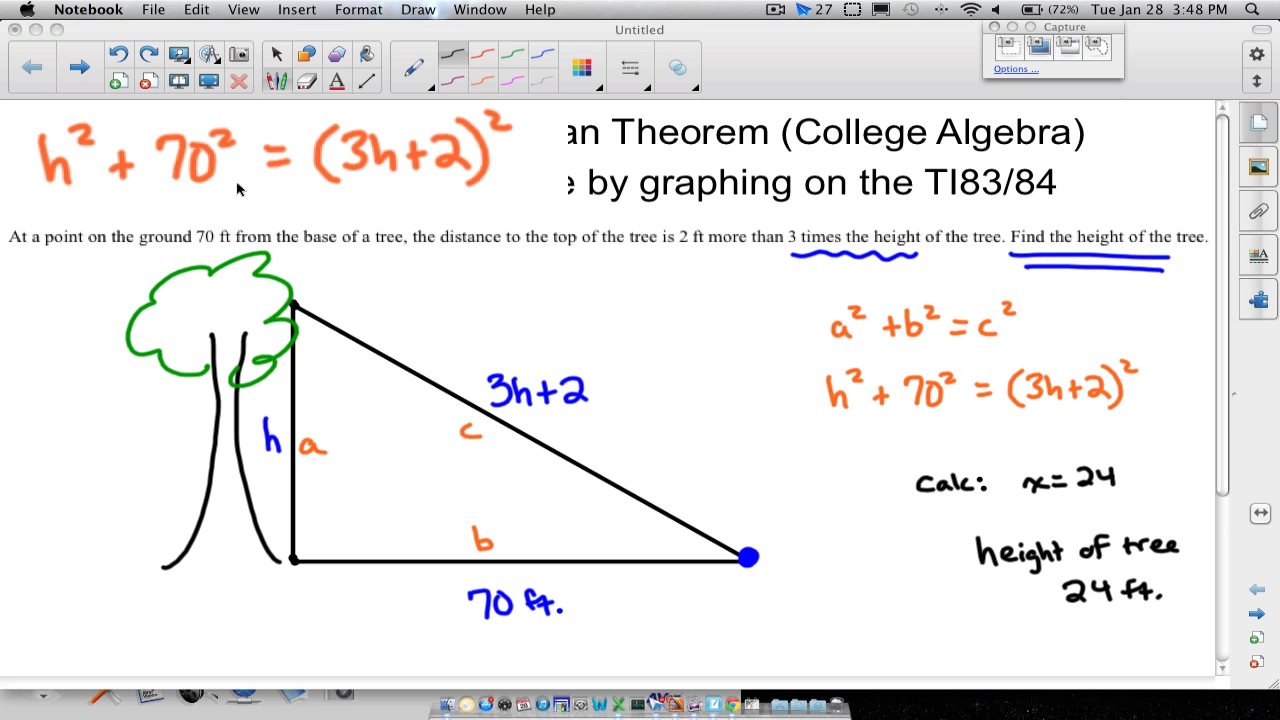 Notebook File Edit View Insert Format Draw Window Help 27 (72%) Tue Jan 28 3:48 PM
Untitled
Capture
Options ...
h² + 70² = (3h+2)²
an Theorem (College Algebra)
e by graphing on the TI83/84
At a point on the ground 70 ft from the base of a tree, the distance to the top of the tree is 2 ft more than 3 times the height of the tree. Find the height of the tree.
a² + b² = c²
h² + 70² = (3h+2)²
3h+2
c
h a
calc: x = 24
b
height of tree
24 ft.
70 ft.